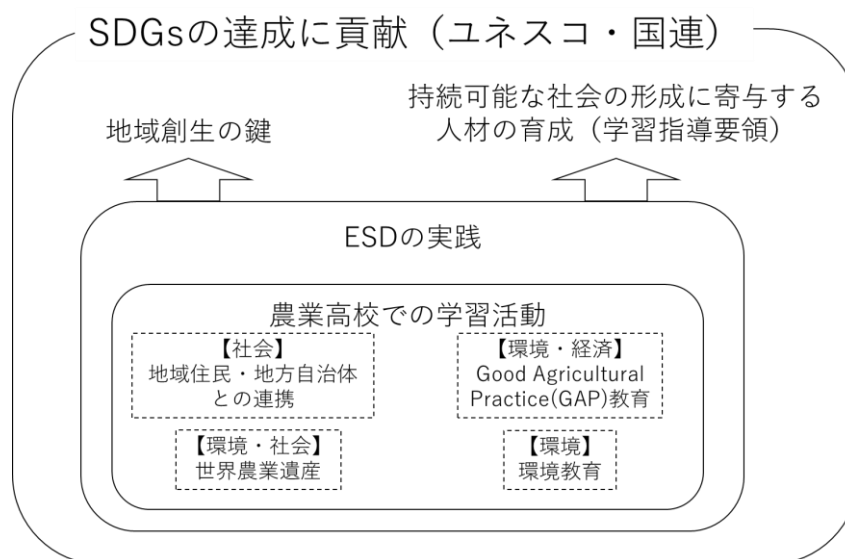 SDGsの達成に貢献（ユネスコ・国連）
地域創生の鍵
持続可能な社会の形成に寄与する
人材の育成（学習指導要領）
ESDの実践
農業高校での学習活動
【社会】
地域住民・地方自治体
との連携
【環境・経済】
Good Agricultural
Practice(GAP)教育
【環境・社会】
世界農業遺産
【環境】
環境教育